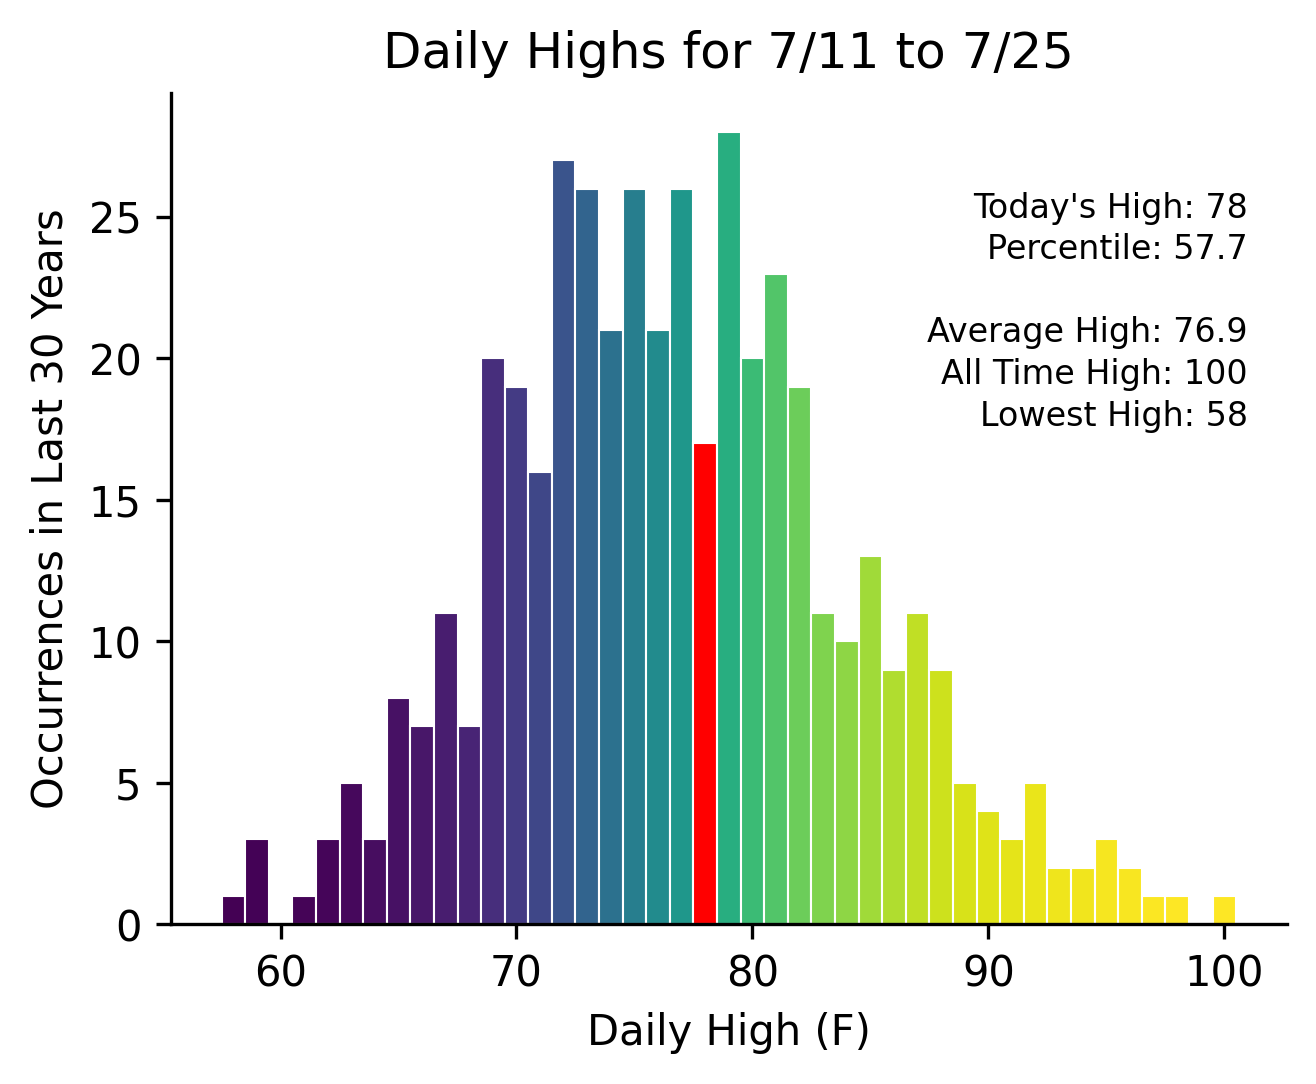 Daily Highs for 7/11 to 7/25
Today's High: 78
Percentile: 57.7
Average High: 76.9
All Time High: 100
Lowest High: 58
Occurrences in Last 30 Years
25
20
15
10
5
0
60 70 80 90 100
Daily High (F)